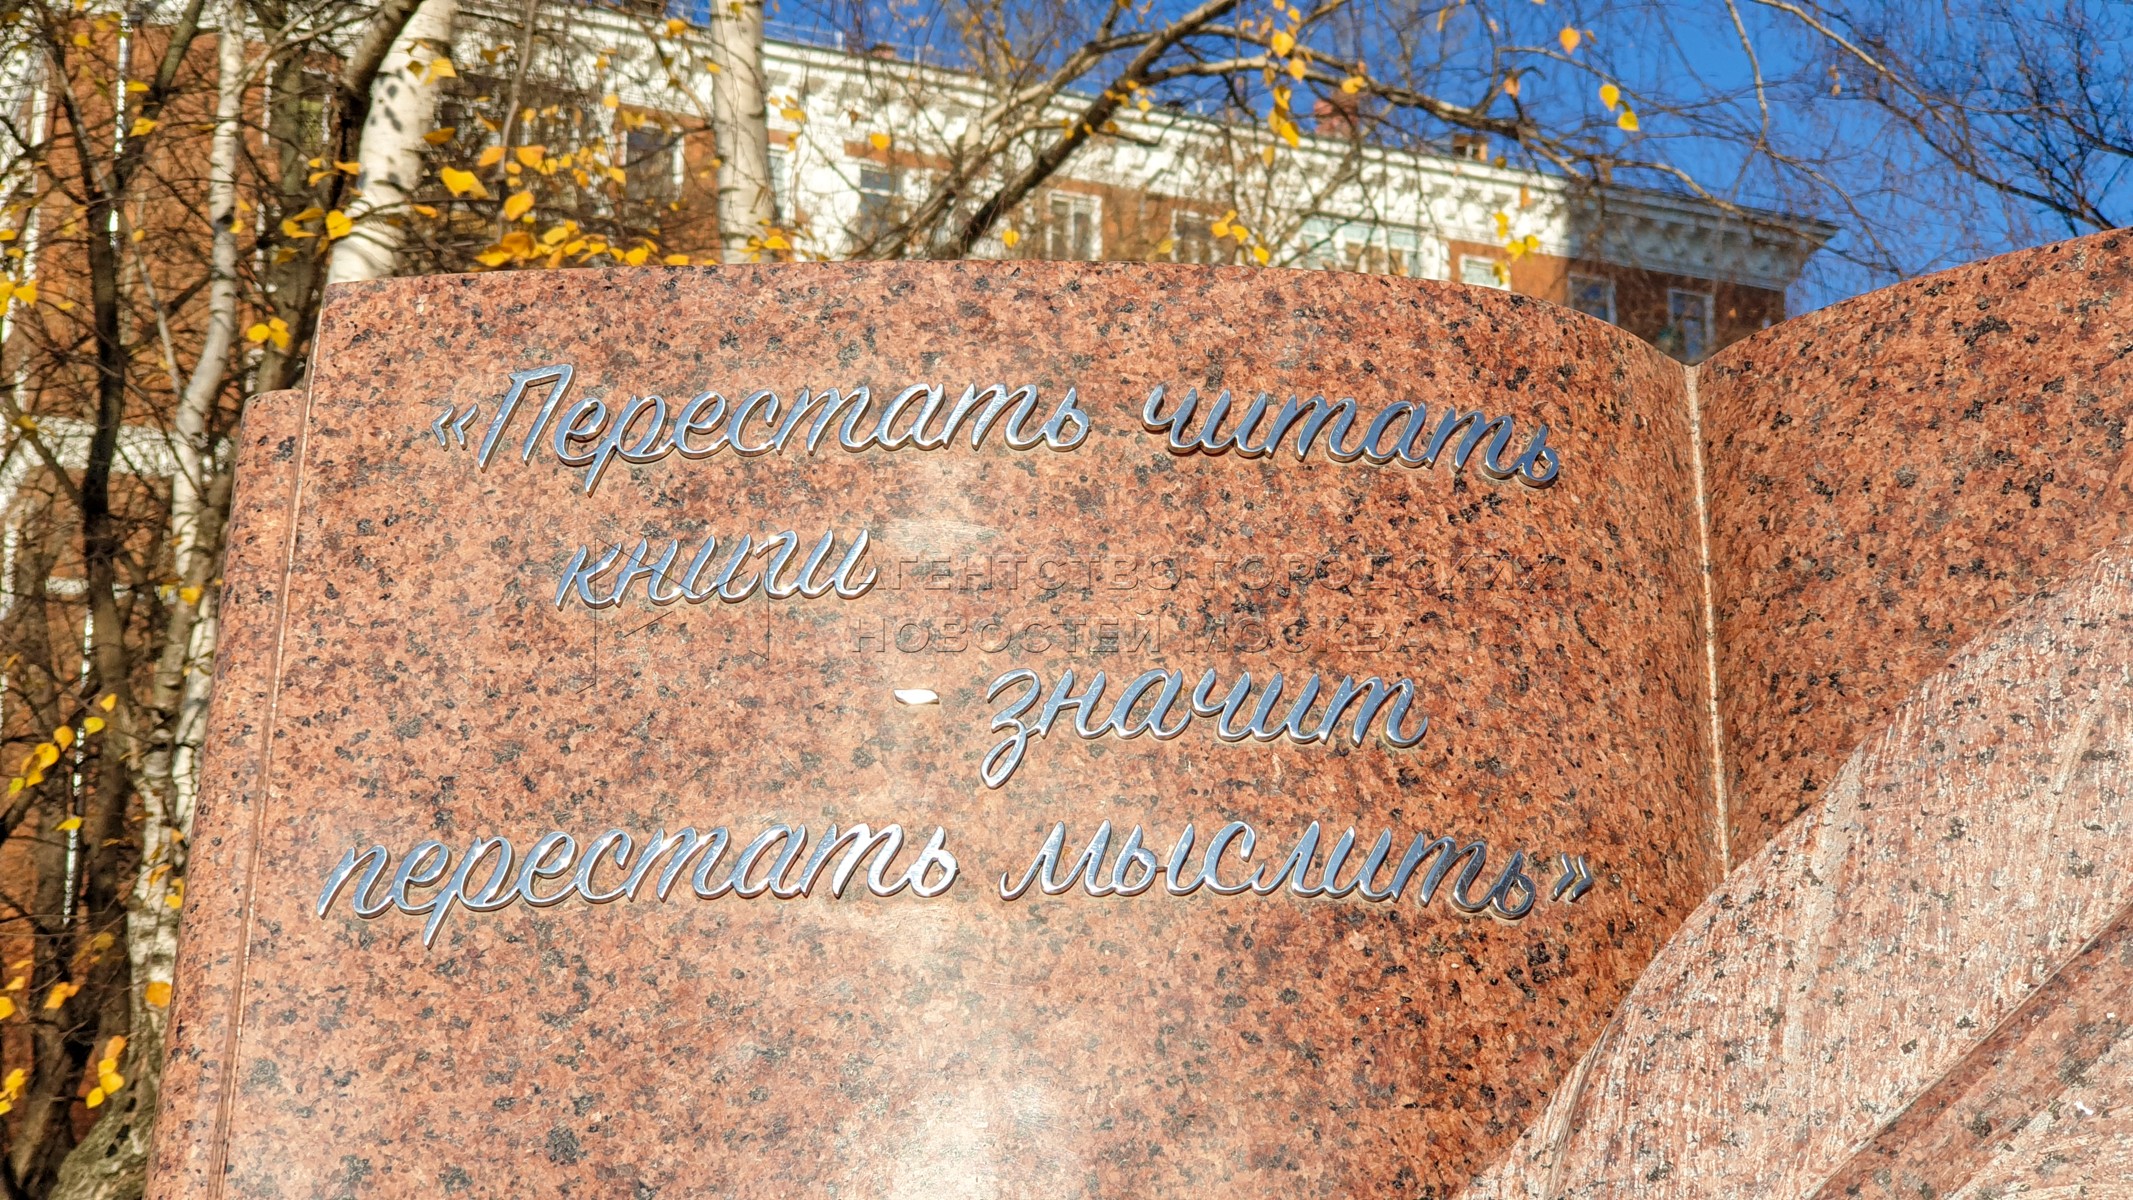 «Перестать читать
книги
- значит
перестать мыслить»
АГЕНТСТВО ГОРОДСКИХ
НОВОСТЕЙ МОСКВА